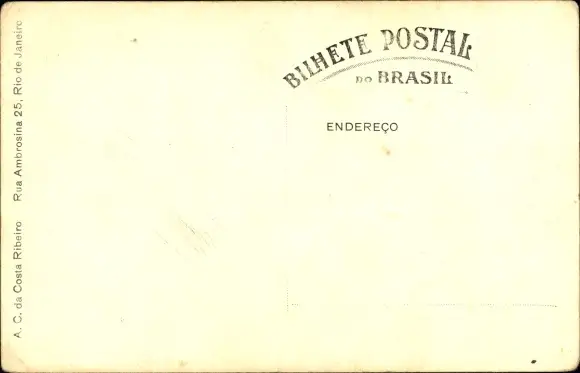 BILHETE POSTAL
DO BRASIL
ENDEREÇO
A. C. da Costa Ribeiro Rua Ambrosina 25, Rio de Janeiro